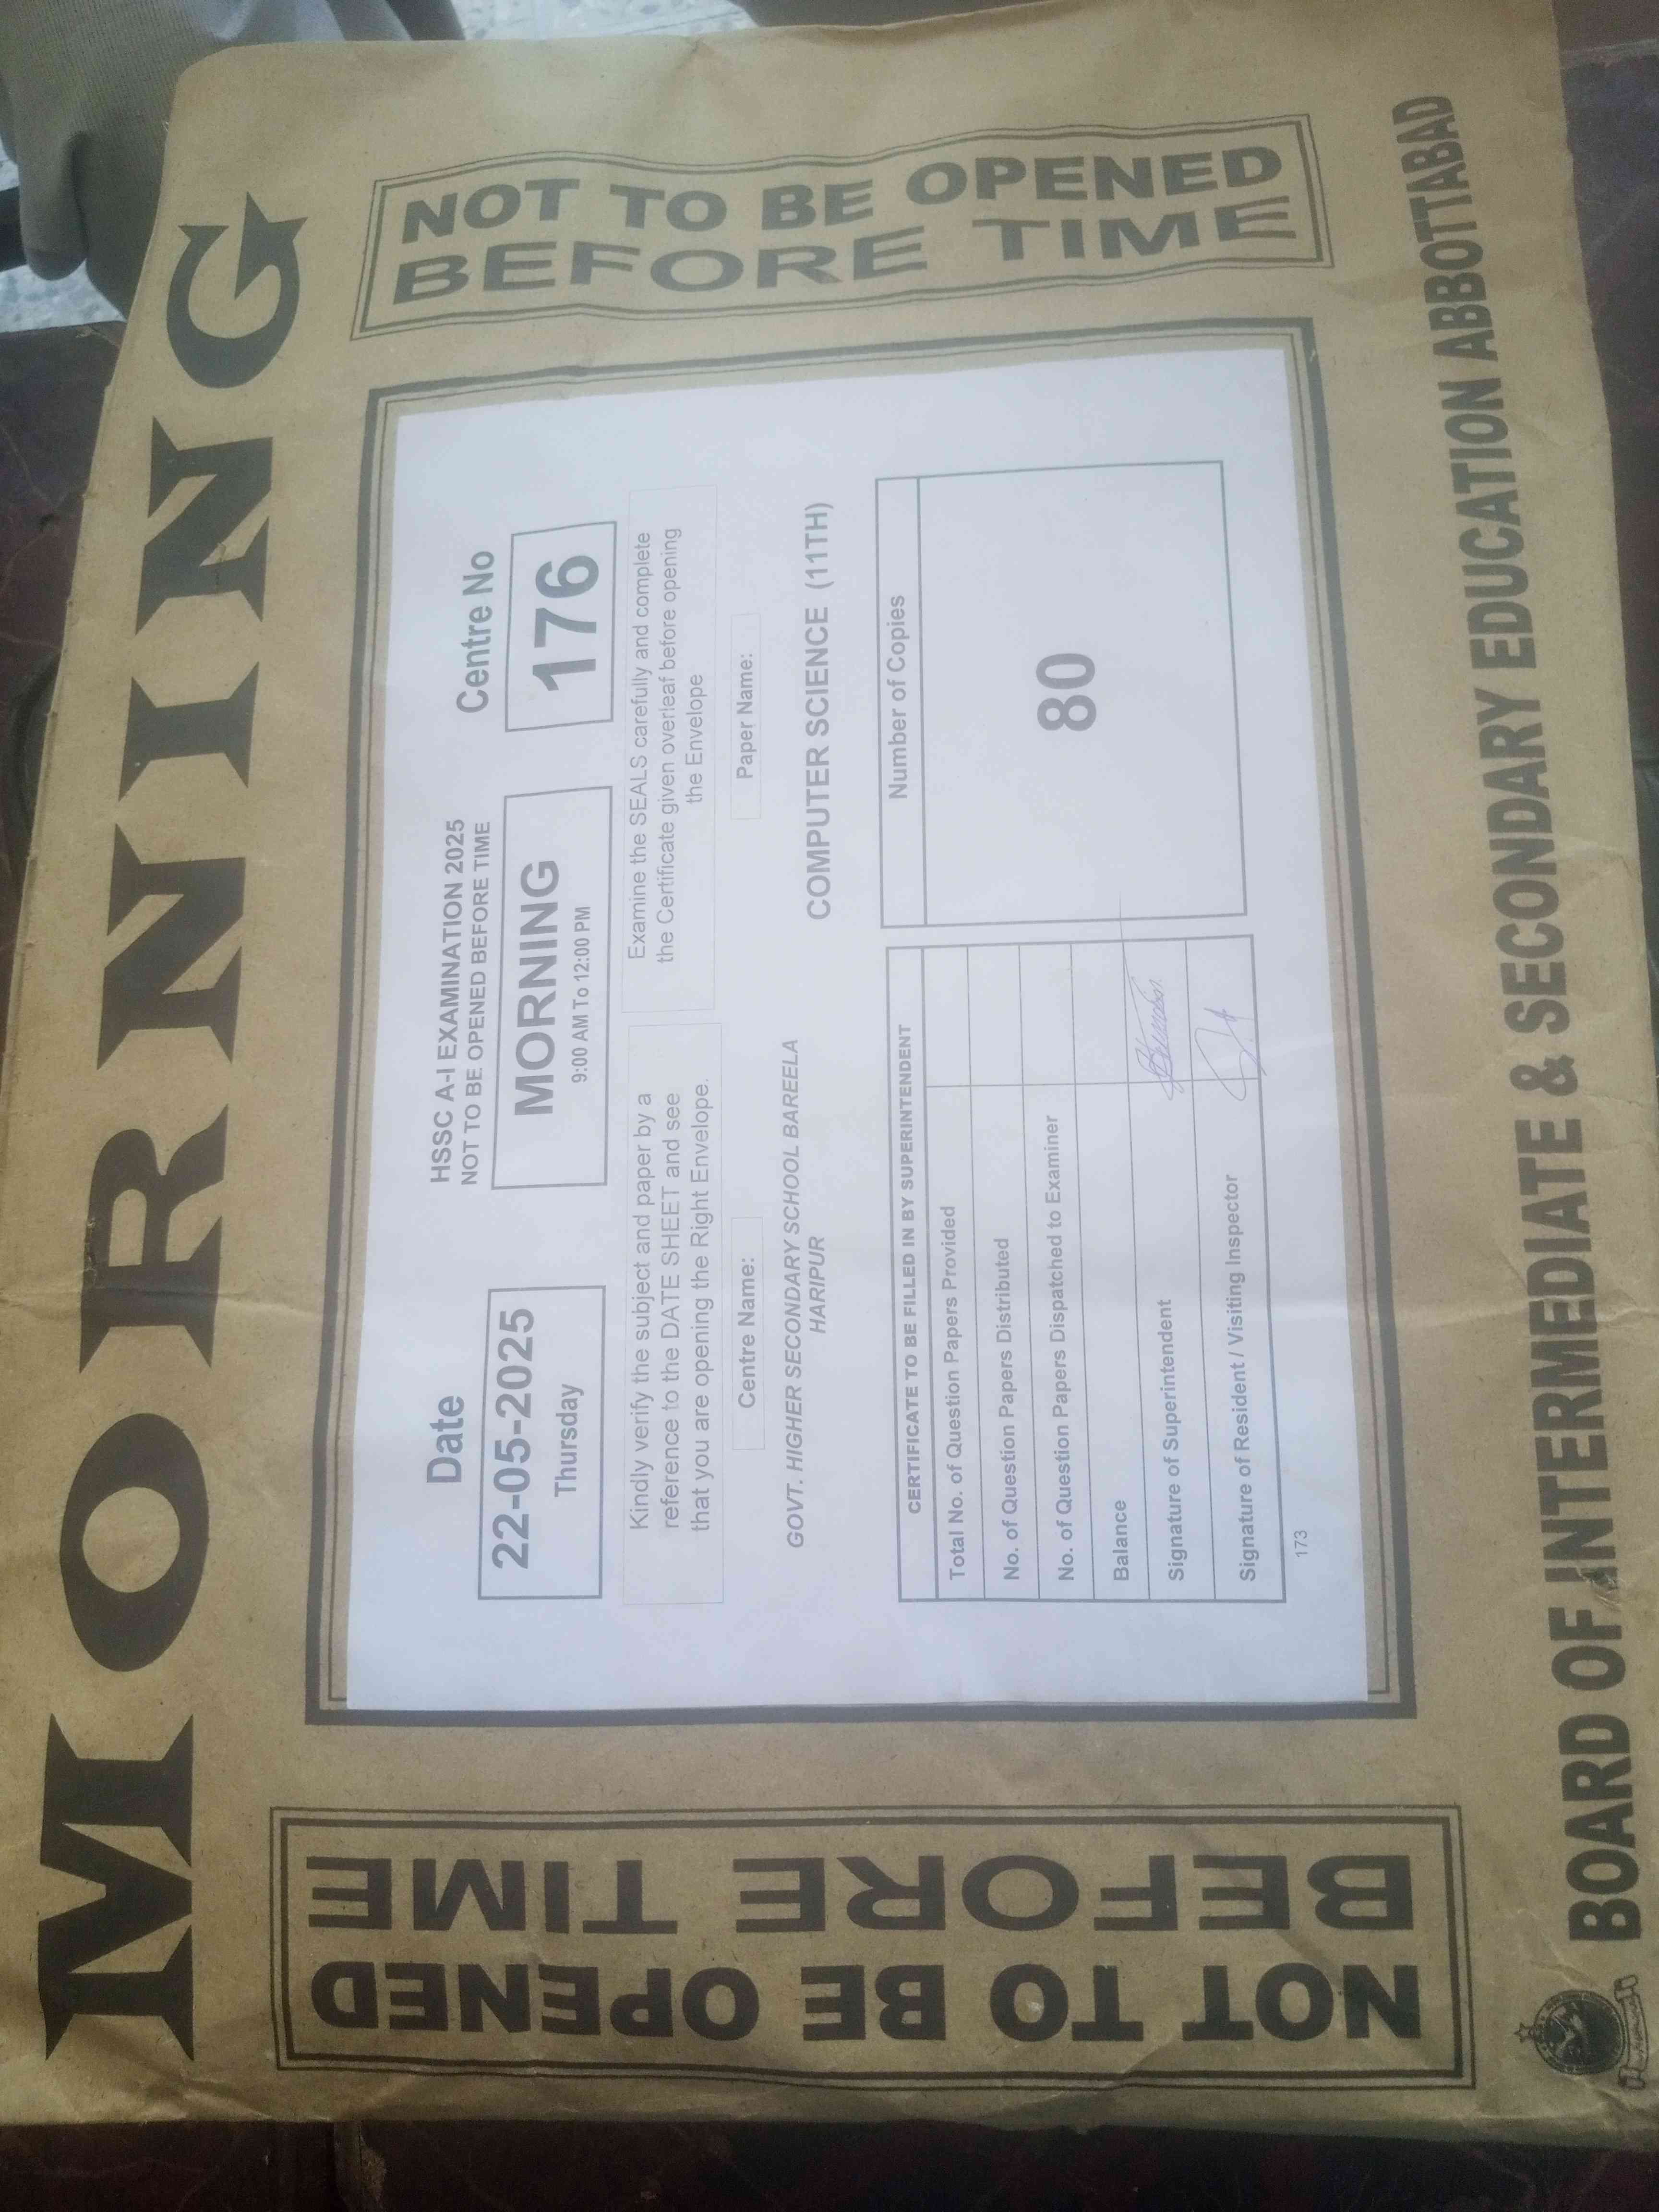 MORNING
NOT TO BE OPENED
BEFORE TIME
Date
22-05-2025
Thursday
HSSC A-I EXAMINATION 2025
NOT TO BE OPENED BEFORE TIME
MORNING
9:00 AM To 12:00 PM
Centre No
176
Kindly verify the subject and paper by a
reference to the DATE SHEET and see
that you are opening the Right Envelope.
Examine the SEALS carefully and complete
the Certificate given overleaf before opening
the Envelope
Centre Name:
GOVT. HIGHER SECONDARY SCHOOL BAREELA
HARIPUR
Paper Name:
COMPUTER SCIENCE (11TH)
CERTIFICATE TO BE FILLED IN BY SUPERINTENDENT
Total No. of Question Papers Provided
No. of Question Papers Distributed
No. of Question Papers Dispatched to Examiner
Balance
Signature of Superintendent
Signature of Resident / Visiting Inspector
Number of Copies
80
173
NOT TO BE OPENED
BEFORE TIME
BOARD OF INTERMEDIATE & SECONDARY EDUCATION ABBOTTABAD